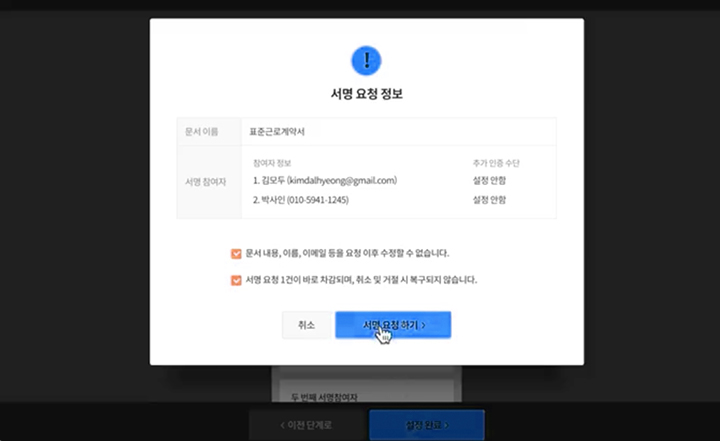 !
서명 요청 정보
문서 이름 표준근로계약서
서명 참여자 참여자 정보 추가 인증 수단
1. 김모두 (kimdalhyeong@gmail.com) 설정 안함
2. 박사인 (010-5941-1245) 설정 안함
문서 내용, 이름, 이메일 등을 요청 이후 수정할 수 없습니다.
서명 요청 1건이 바로 차감되며, 취소 및 거절 시 복구되지 않습니다.
취소 서명 요청 하기 >
두 번째 서명참여자
< 이전 단계로 설정 완료 >